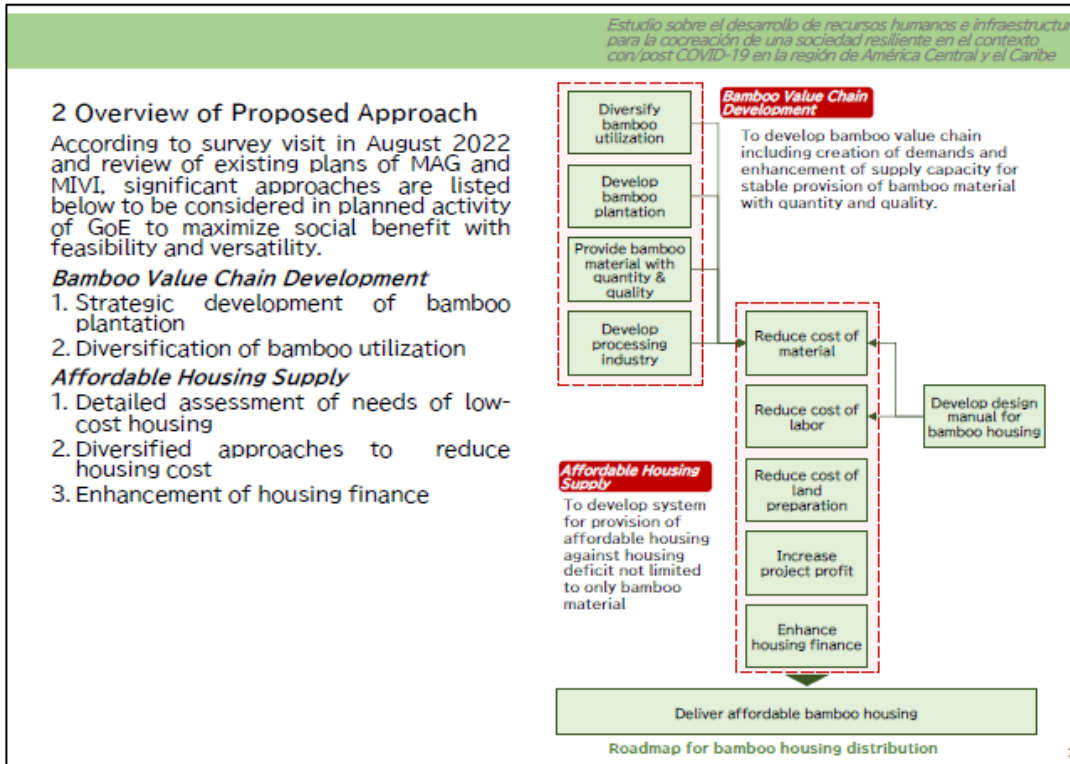 Estudio sobre el desarrollo de recursos humanos e infraestructu
para la cocreación de una sociedad resiliente en el contexto
con/post COVID-19 en la región de América Central y el Caribe
2 Overview of Proposed Approach
According to survey visit in August 2022
and review of existing plans of MAG and
MIVI, significant approaches are listed
below to be considered in planned activity
of GoE to maximize social benefit with
feasibility and versatility.
Bamboo Value Chain Development
1. Strategic development of bamboo
plantation
2. Diversification of bamboo utilization
Affordable Housing Supply
1. Detailed assessment of needs of low-
cost housing
2. Diversified approaches to reduce
housing cost
3. Enhancement of housing finance
Diversify
bamboo
utilization
Develop
bamboo
plantation
Provide bamboo
material with
quantity &
quality
Develop
processing
industry
Bamboo Value Chain
Development
To develop bamboo value chain
including creation of demands and
enhancement of supply capacity for
stable provision of bamboo material
with quantity and quality.
Reduce cost of
material
Reduce cost of
labor
Reduce cost of
land
preparation
Increase
project profit
Enhance
housing finance
Develop design
manual for
bamboo housing
Affordable Housing
Supply
To develop system
for provision of
affordable housing
against housing
deficit not limited
to only bamboo
material
Deliver affordable bamboo housing
Roadmap for bamboo housing distribution